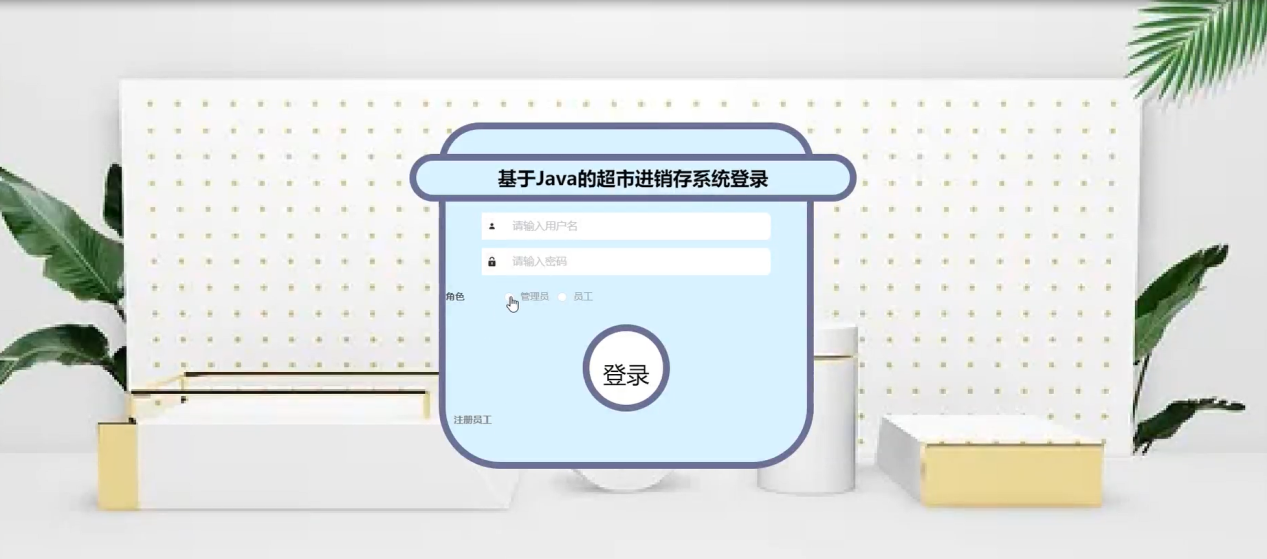 基于Java的超市进销存系统登录
请输入用户名
请输入密码
角色 管理员 员工
登录
注册员工